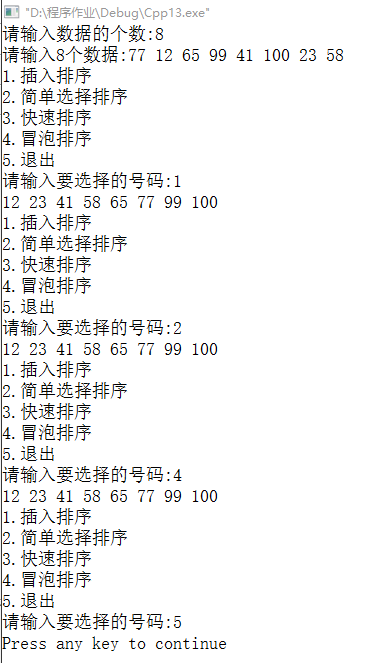 "D:\程序作业\Debug\Cpp13.exe"
请输入数据的个数:8
请输入8个数据:77 12 65 99 41 100 23 58
1.插入排序
2.简单选择排序
3.快速排序
4.冒泡排序
5.退出
请输入要选择的号码:1
12 23 41 58 65 77 99 100
1.插入排序
2.简单选择排序
3.快速排序
4.冒泡排序
5.退出
请输入要选择的号码:2
12 23 41 58 65 77 99 100
1.插入排序
2.简单选择排序
3.快速排序
4.冒泡排序
5.退出
请输入要选择的号码:4
12 23 41 58 65 77 99 100
1.插入排序
2.简单选择排序
3.快速排序
4.冒泡排序
5.退出
请输入要选择的号码:5
Press any key to continue